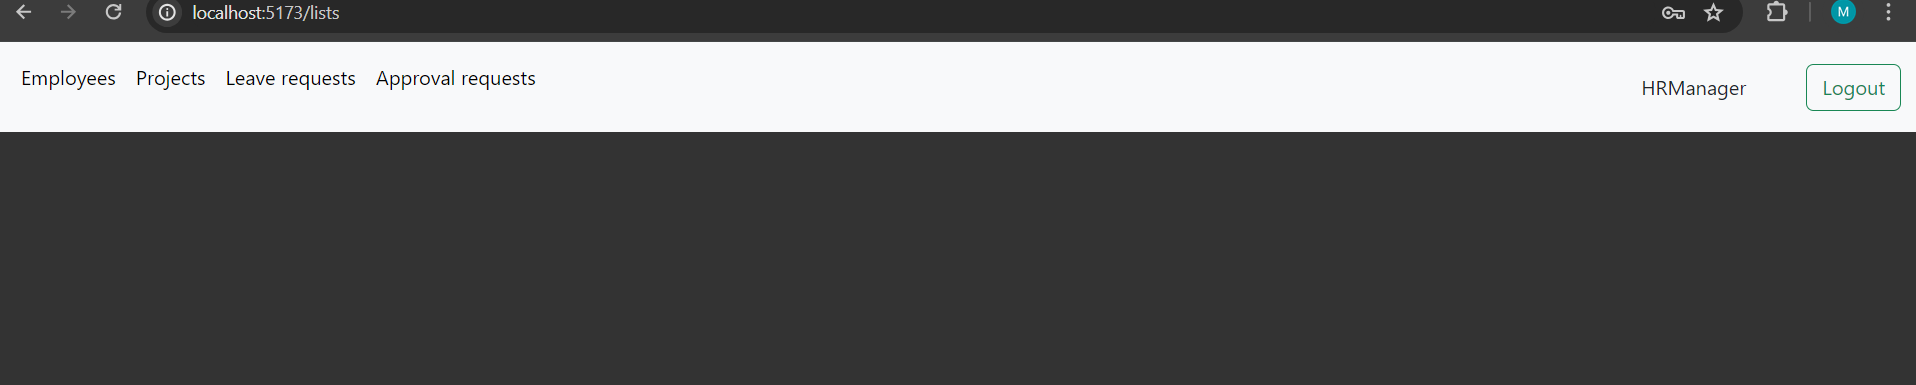 localhost:5173/lists
M
Employees Projects Leave requests Approval requests HRManager Logout